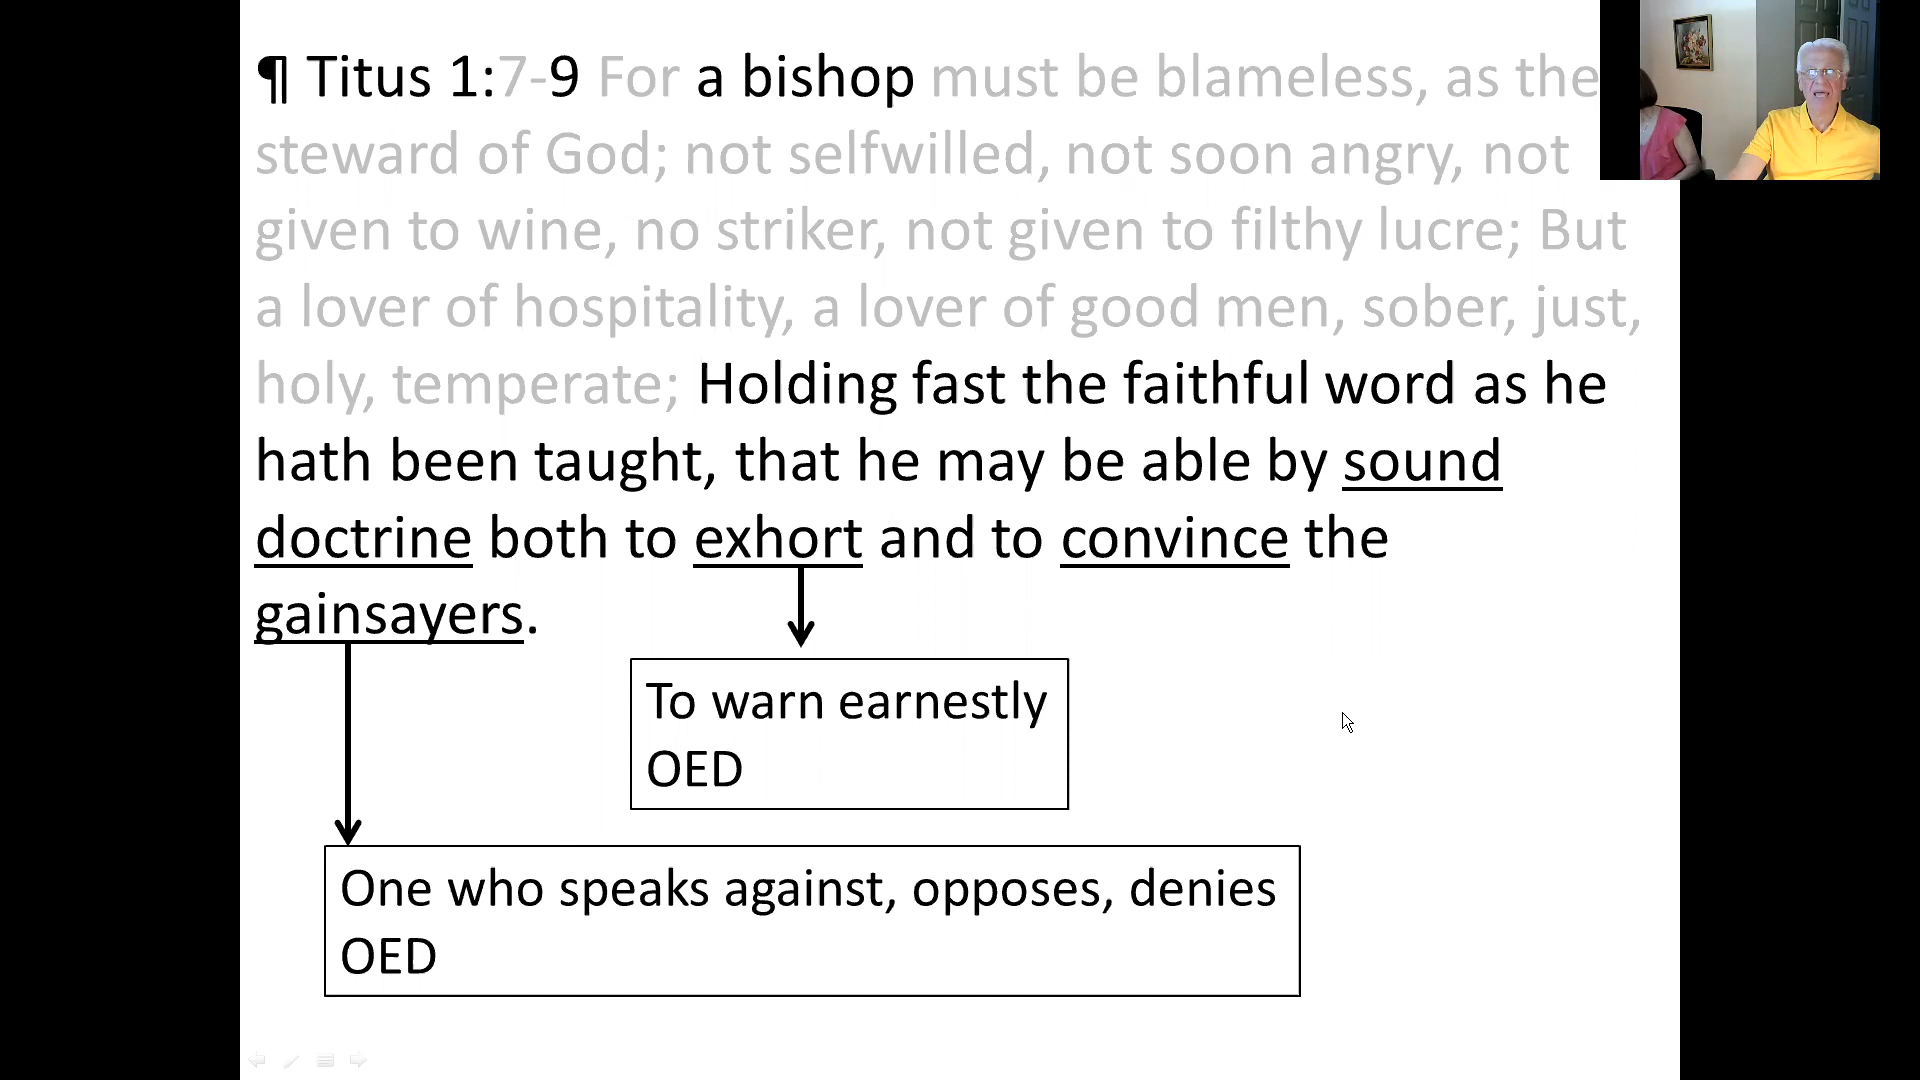 ¶ Titus 1:7-9 For a bishop must be blameless, as the
steward of God; not selfwilled, not soon angry, not
given to wine, no striker, not given to filthy lucre; But
a lover of hospitality, a lover of good men, sober, just,
holy, temperate; Holding fast the faithful word as he
hath been taught, that he may be able by sound
doctrine both to exhort and to convince the
gainsayers.
To warn earnestly
OED
One who speaks against, opposes, denies
OED